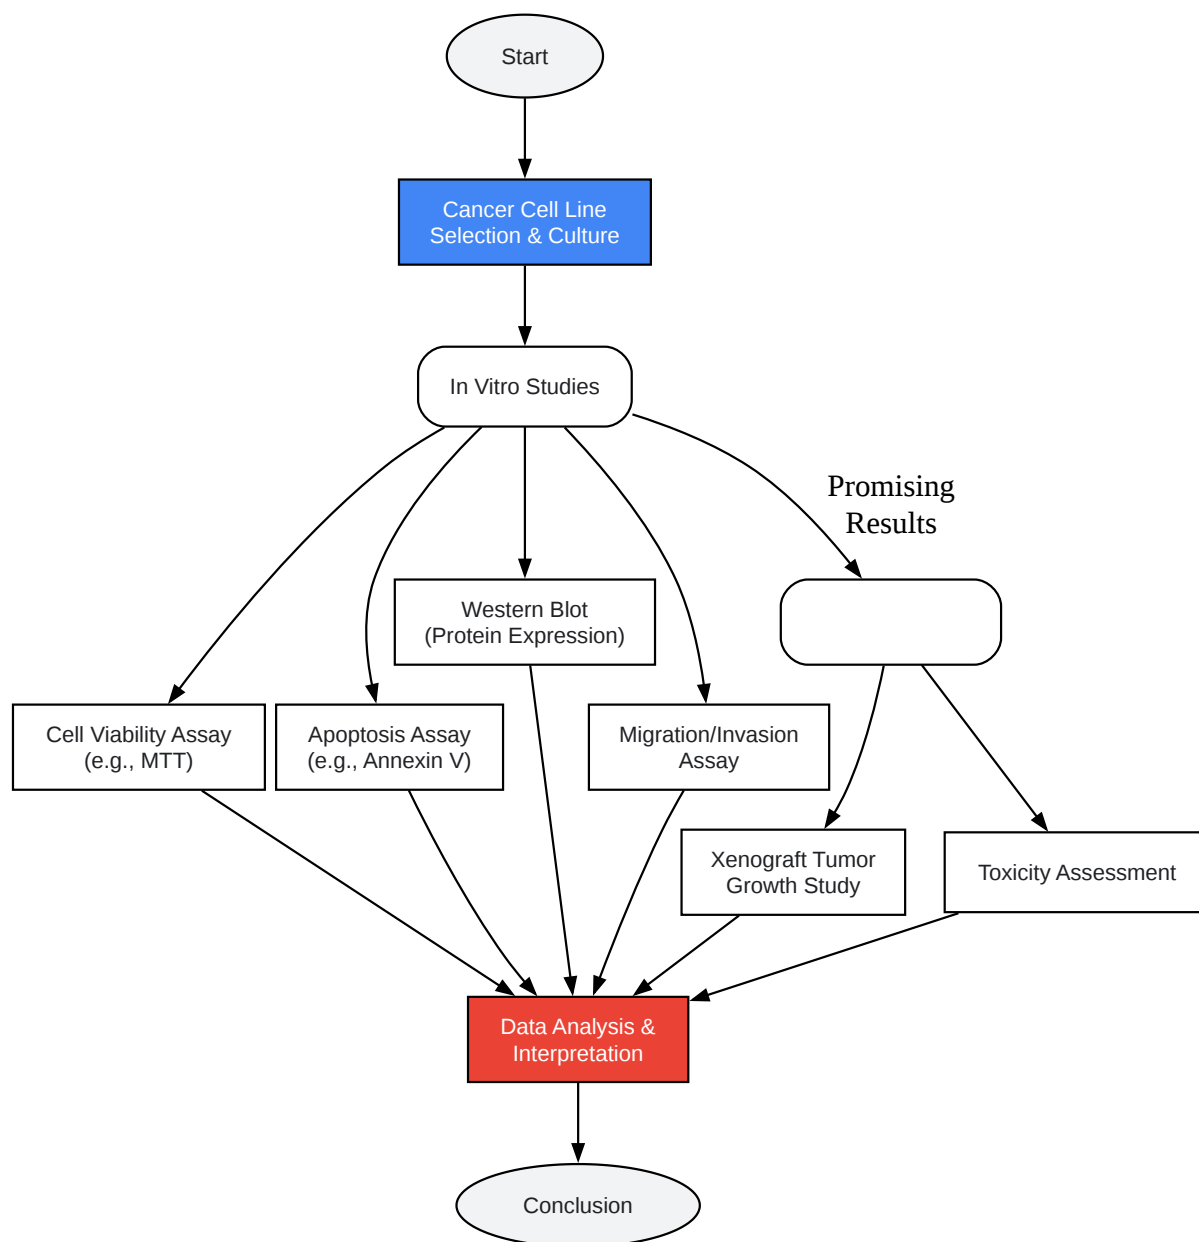 Start
Cancer Cell Line
Selection & Culture
In Vitro Studies
Promising
Results
Western Blot
(Protein Expression)
Cell Viability Assay
(e.g., MTT)
Apoptosis Assay
(e.g., Annexin V)
Migration/Invasion
Assay
Xenograft Tumor
Growth Study
Toxicity Assessment
Data Analysis &
Interpretation
Conclusion